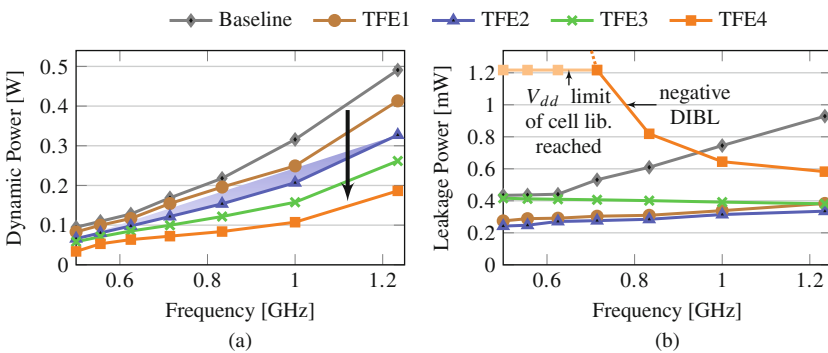 Baseline TFE1 TFE2 TFE3 TFE4
Dynamic Power [W]
0.5
0.4
0.3
0.2
0.1
0
0.6 0.8 1 1.2
Frequency [GHz]
(a)
Leakage Power [mW]
1.2
1
0.8
0.6
0.4
0.2
0
V_dd limit
of cell lib.
reached
negative
DIBL
0.6 0.8 1 1.2
Frequency [GHz]
(b)